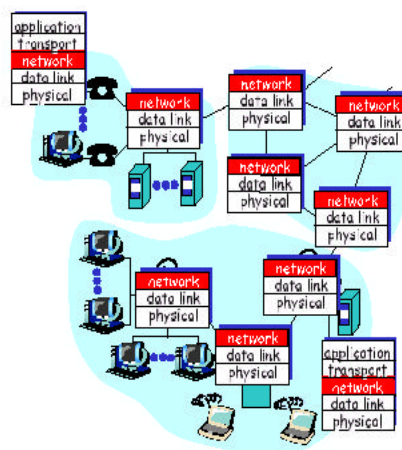 application
transport
network
data link
physical
network
data link
physical
network
data link
physical
network
data link
physical
network
data link
physical
network
data link
physical
network
data link
physical
network
data link
physical
network
data link
physical
application
transport
network
data link
physical